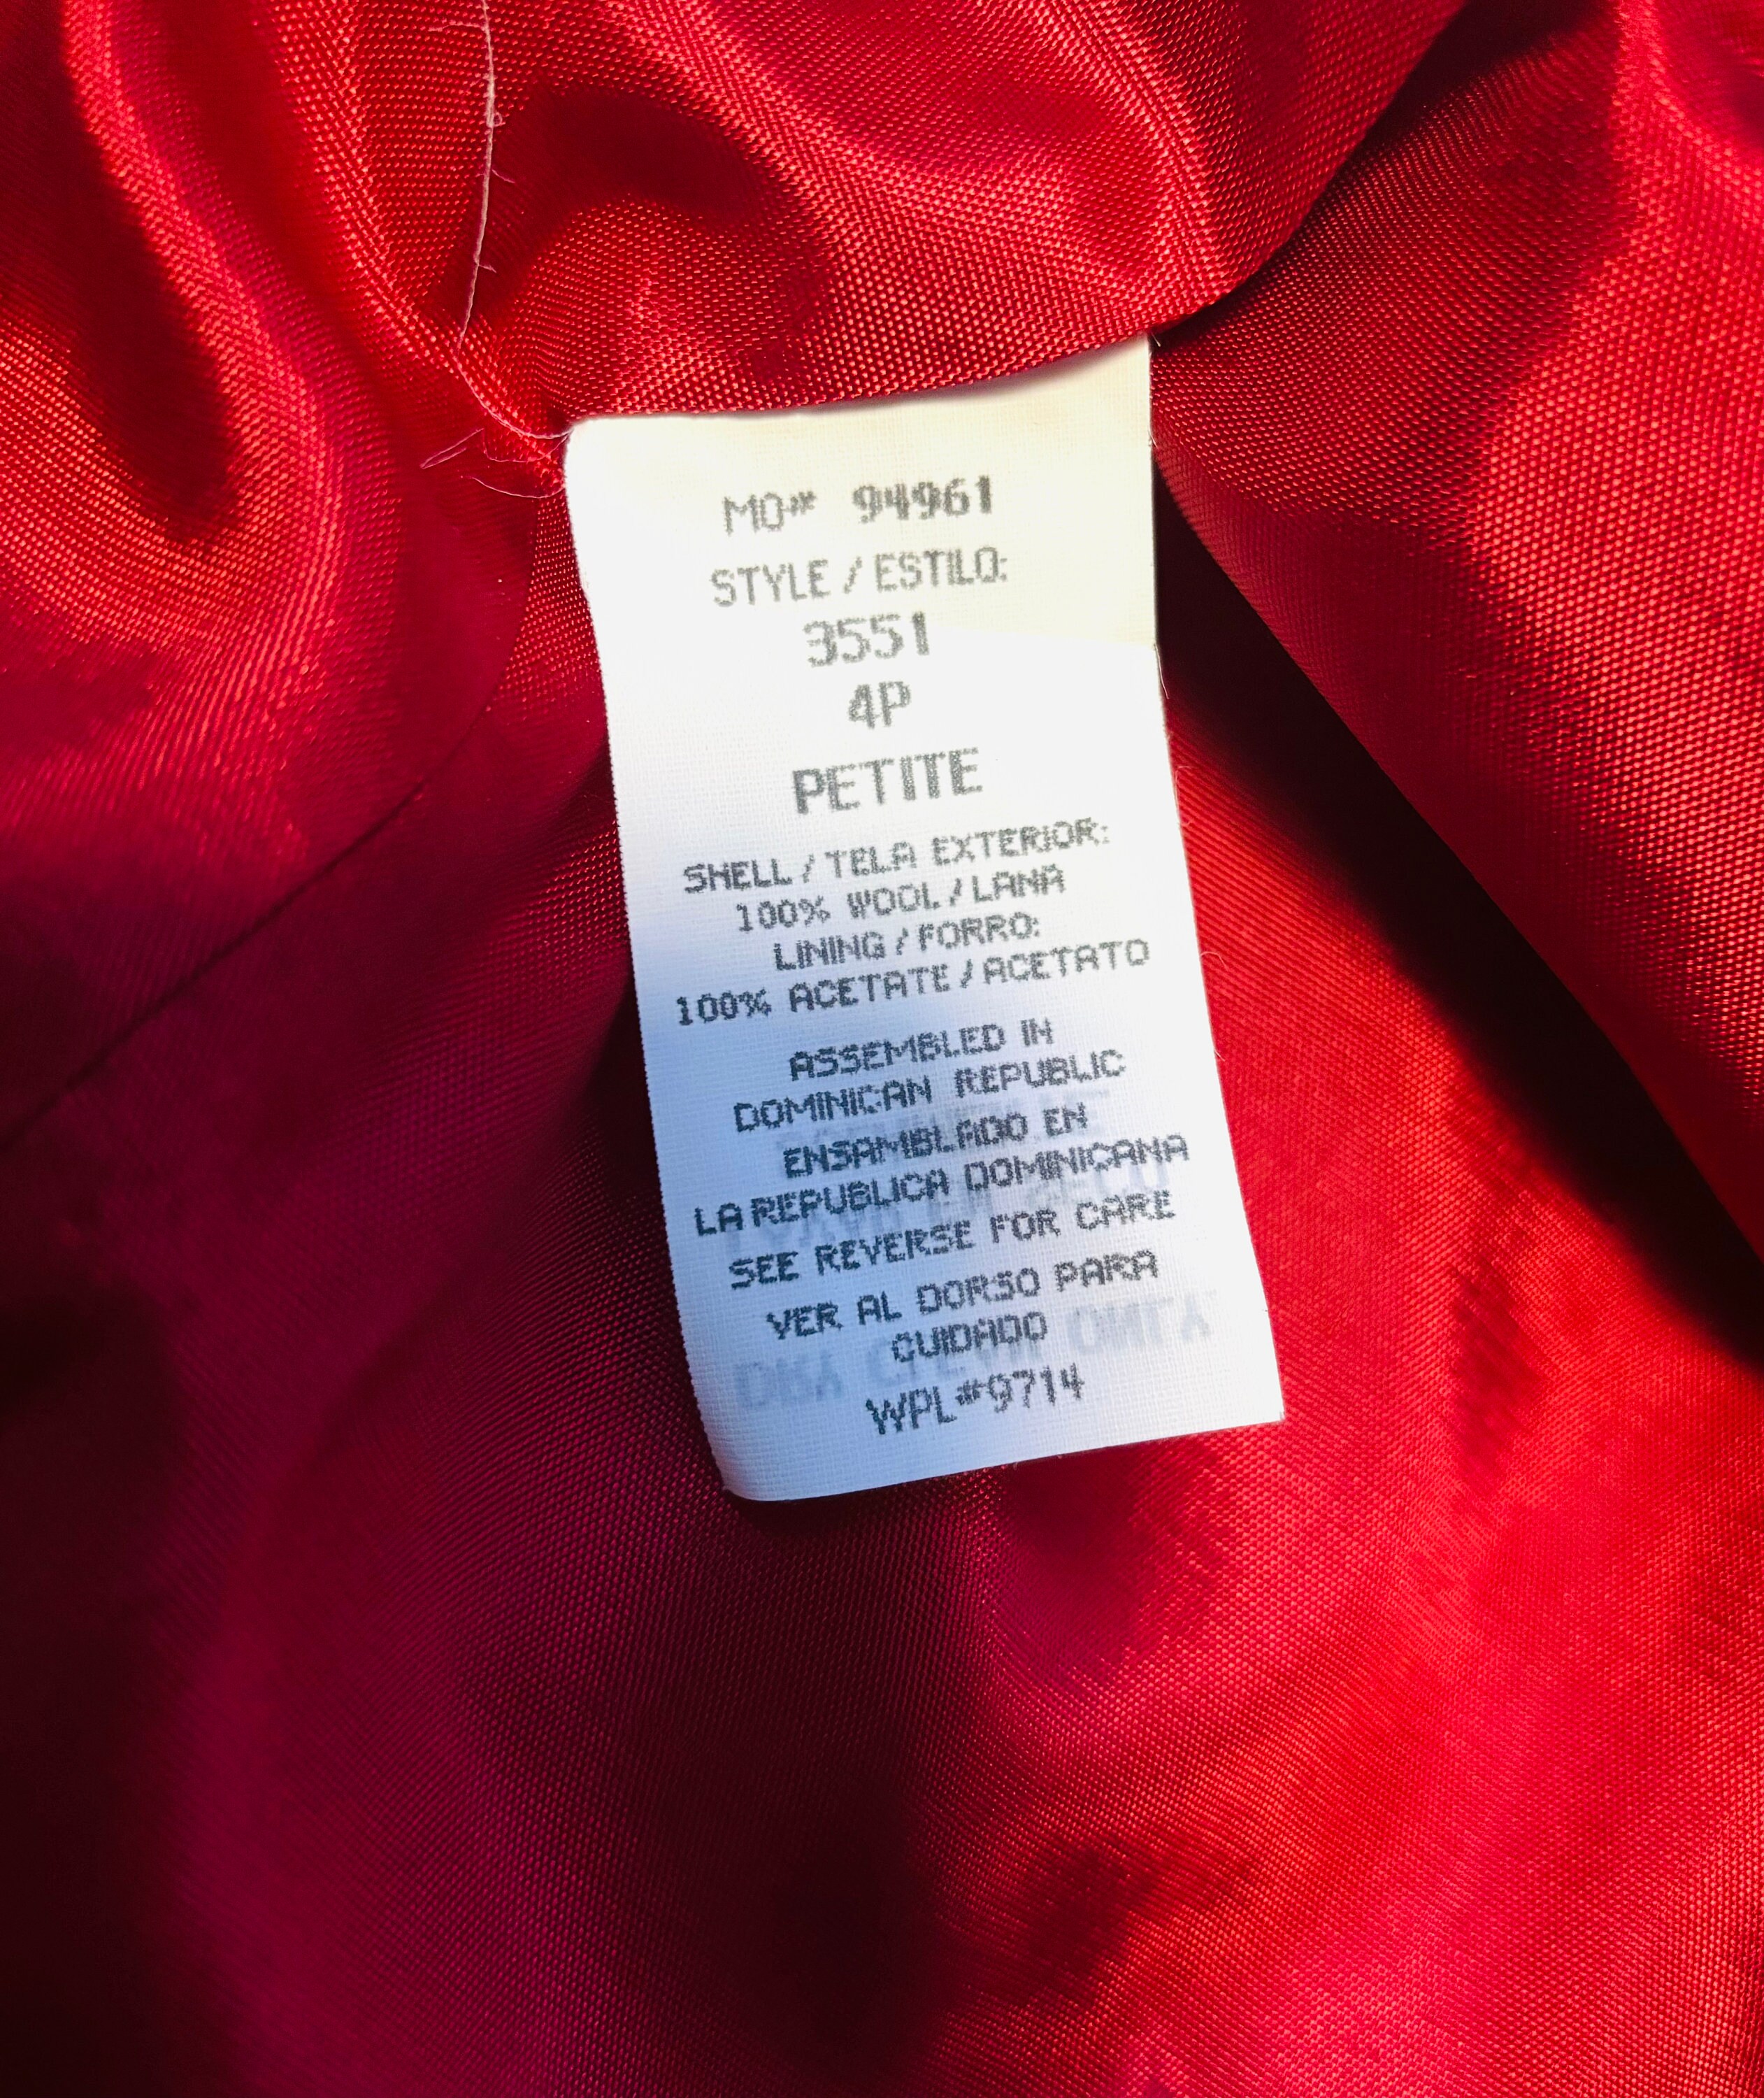 MO# 94961
STYLE / ESTILO:
3551
4P
PETITE
SHELL / TELA EXTERIOR:
100% WOOL / LANA
LINING / FORRO:
100% ACETATE / ACETATO
ASSEMBLED IN
DOMINICAN REPUBLIC
ENSAMBLADO EN
LA REPUBLICA DOMINICANA
SEE REVERSE FOR CARE
VER AL DORSO PARA
CUIDADO
WPL#9714